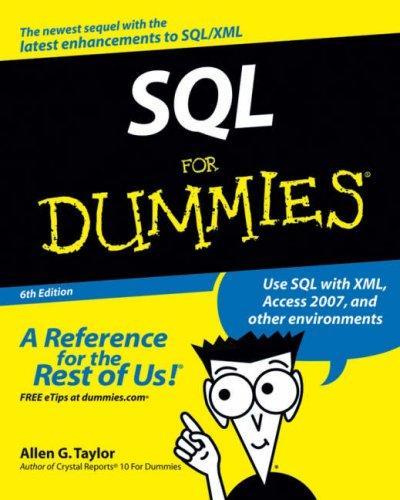 The newest sequel with the
latest enhancements to SQL/XML
SQL
FOR
DUMMIES®
6th Edition
Use SQL with XML,
Access 2007, and
other environments
A Reference
for the
Rest of Us!®
FREE eTips at dummies.com®
Allen G. Taylor
Author of Crystal Reports® 10 For Dummies
®